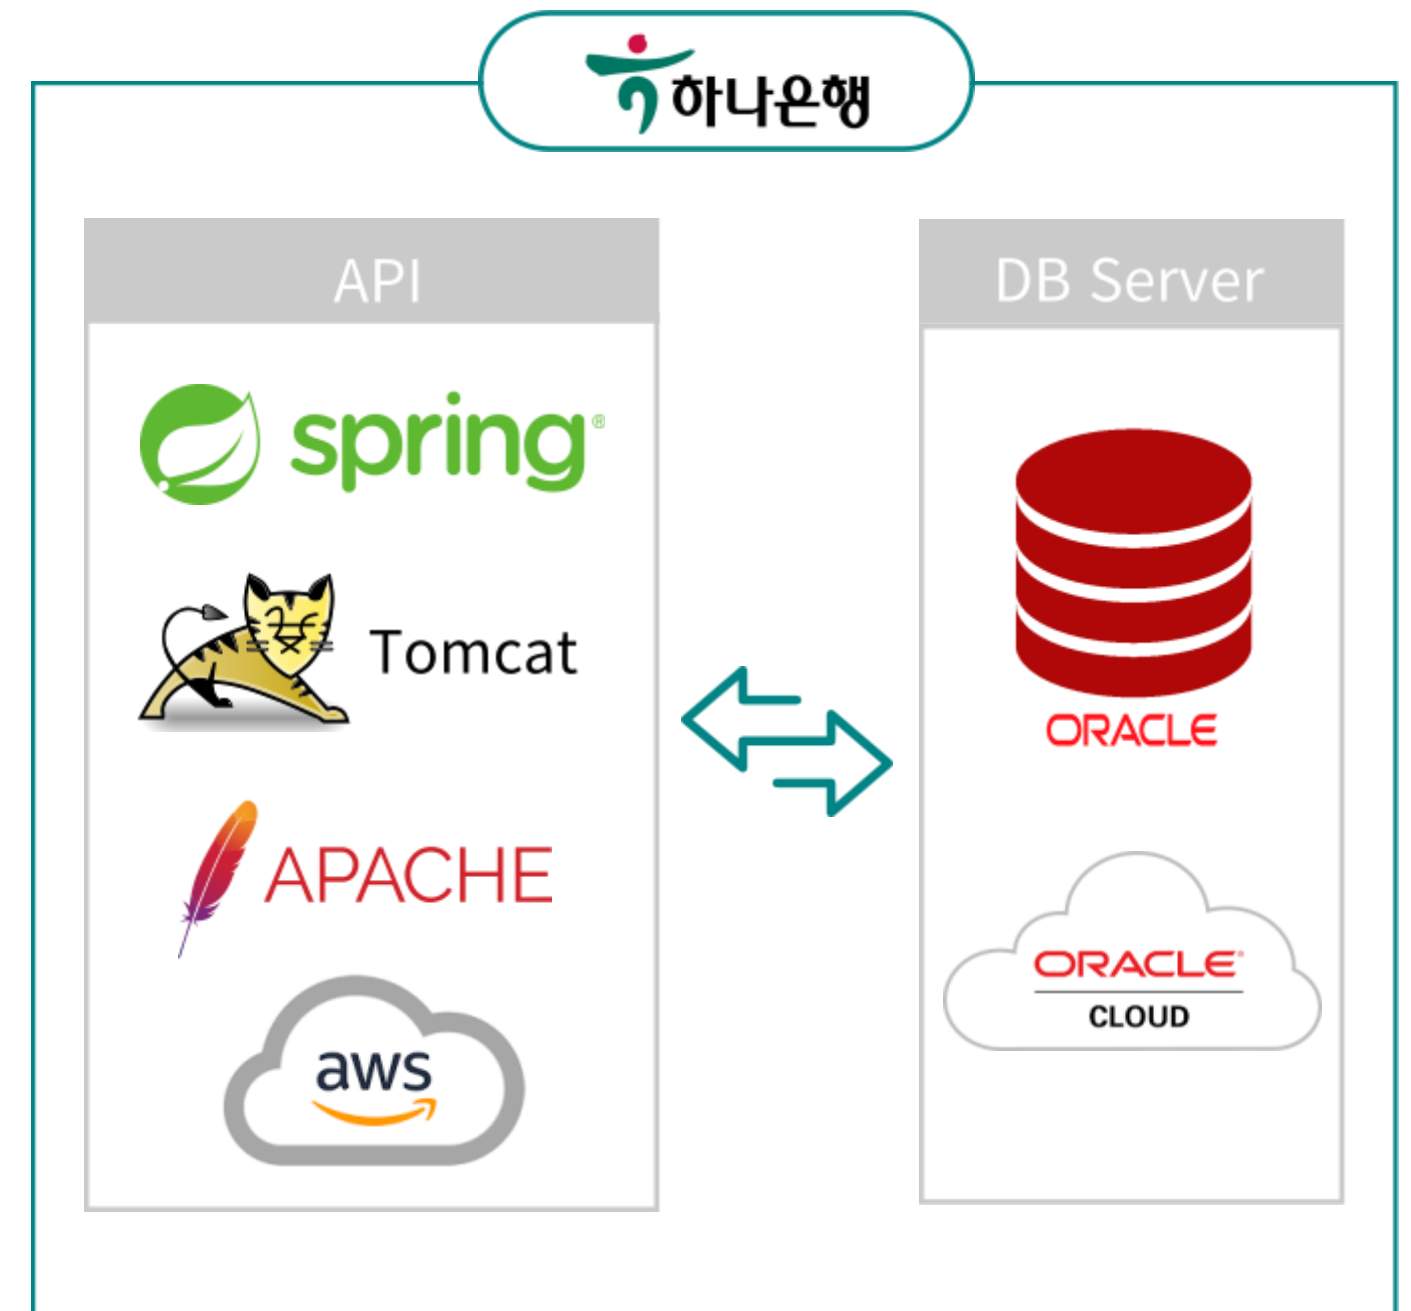 하나은행
API
DB Server
spring®
Tomcat
APACHE
aws
ORACLE
ORACLE®
CLOUD